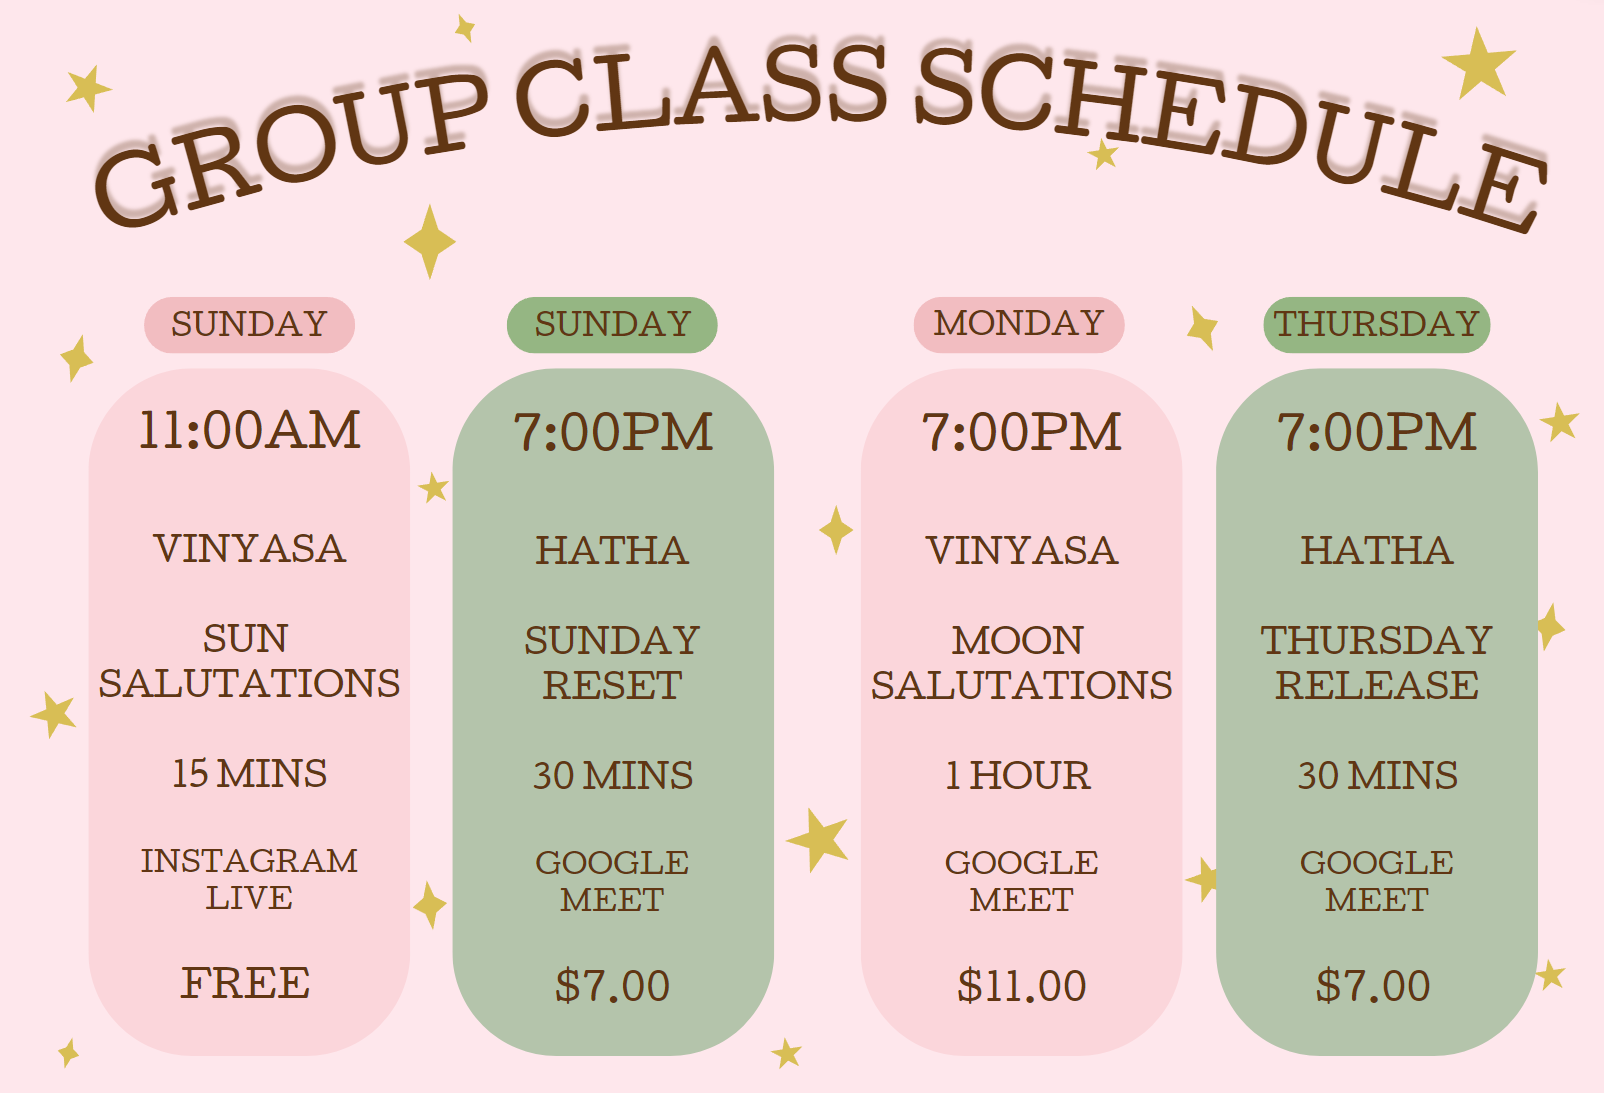 GROUP CLASS SCHEDULE
SUNDAY
11:00AM
VINYASA
SUN
SALUTATIONS
15 MINS
INSTAGRAM
LIVE
FREE
SUNDAY
7:00PM
HATHA
SUNDAY
RESET
30 MINS
GOOGLE
MEET
$7.00
MONDAY
7:00PM
VINYASA
MOON
SALUTATIONS
1 HOUR
GOOGLE
MEET
$11.00
THURSDAY
7:00PM
HATHA
THURSDAY
RELEASE
30 MINS
GOOGLE
MEET
$7.00